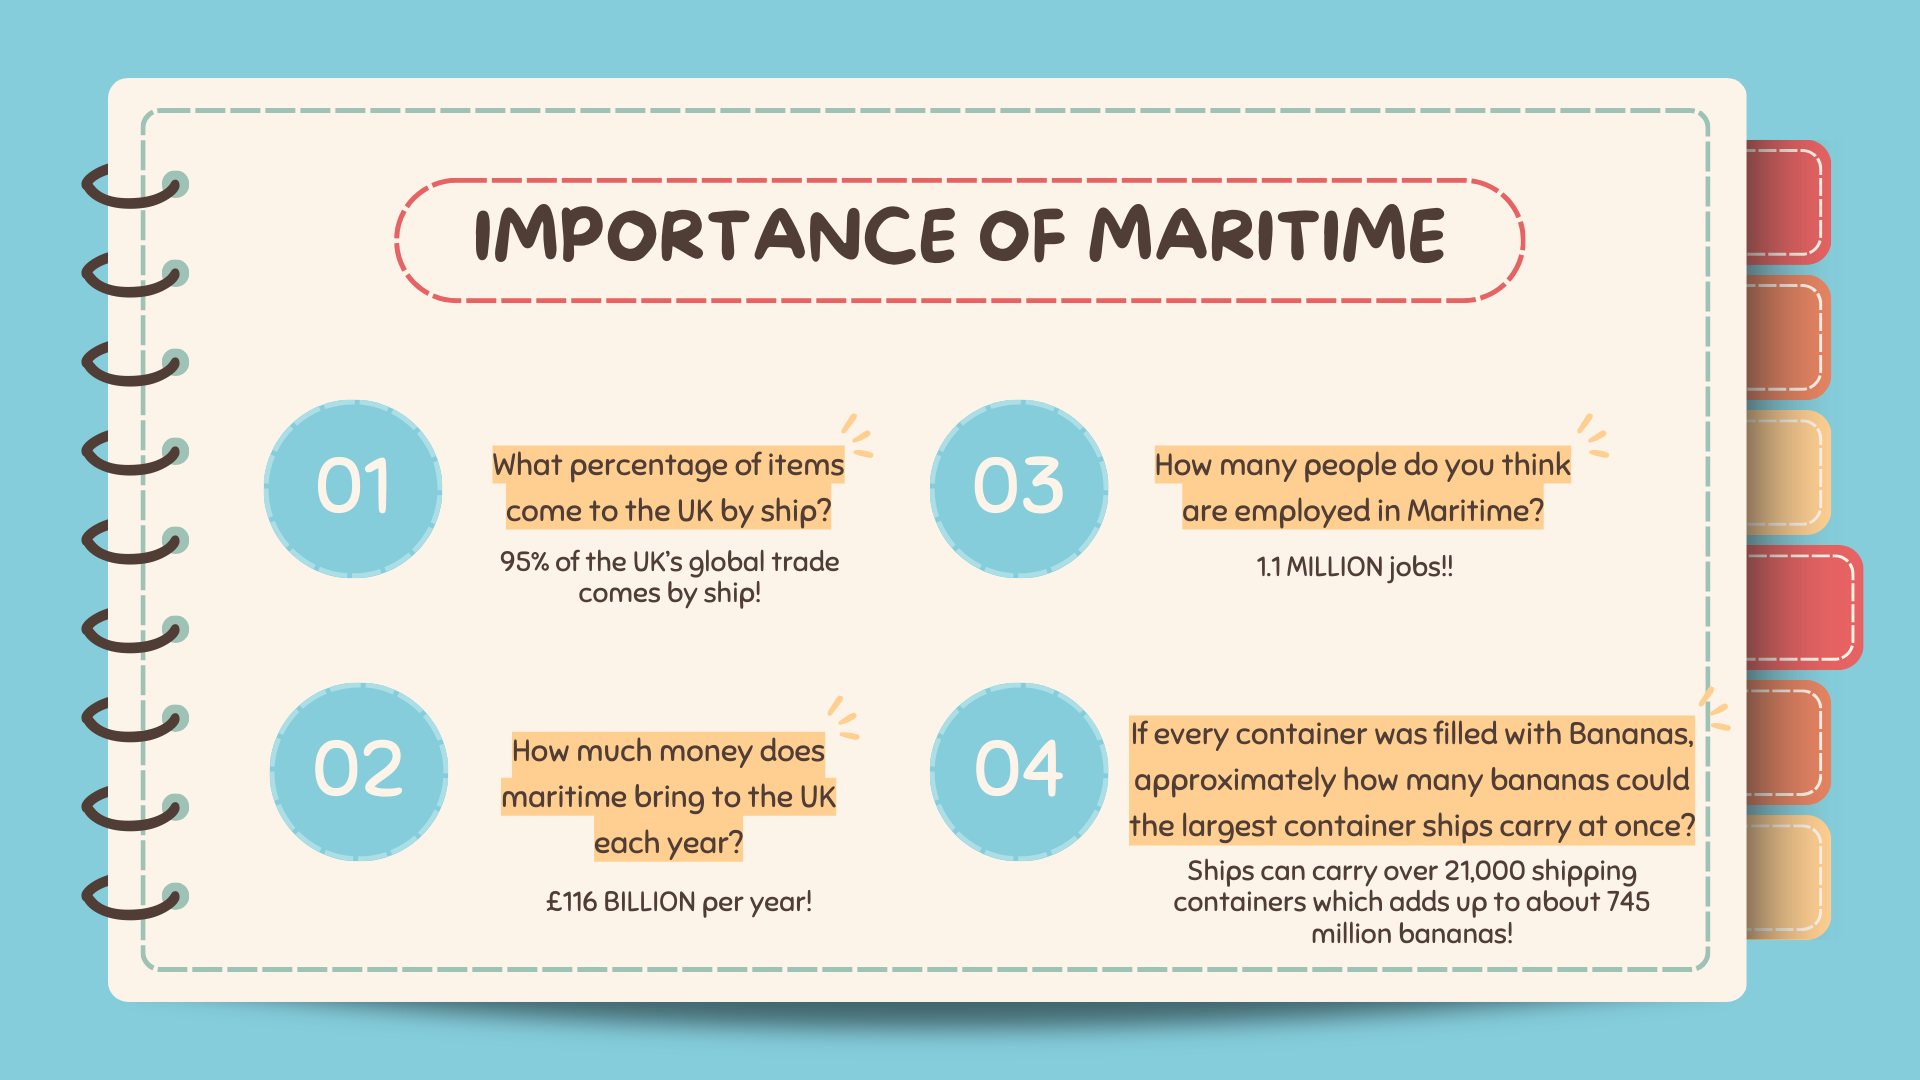 IMPORTANCE OF MARITIME
01
What percentage of items
come to the UK by ship?
95% of the UK's global trade
comes by ship!
02
How much money does
maritime bring to the UK
each year?
£116 BILLION per year!
03
How many people do you think
are employed in Maritime?
1.1 MILLION jobs!!
04
If every container was filled with Bananas,
approximately how many bananas could
the largest container ships carry at once?
Ships can carry over 21,000 shipping
containers which adds up to about 745
million bananas!